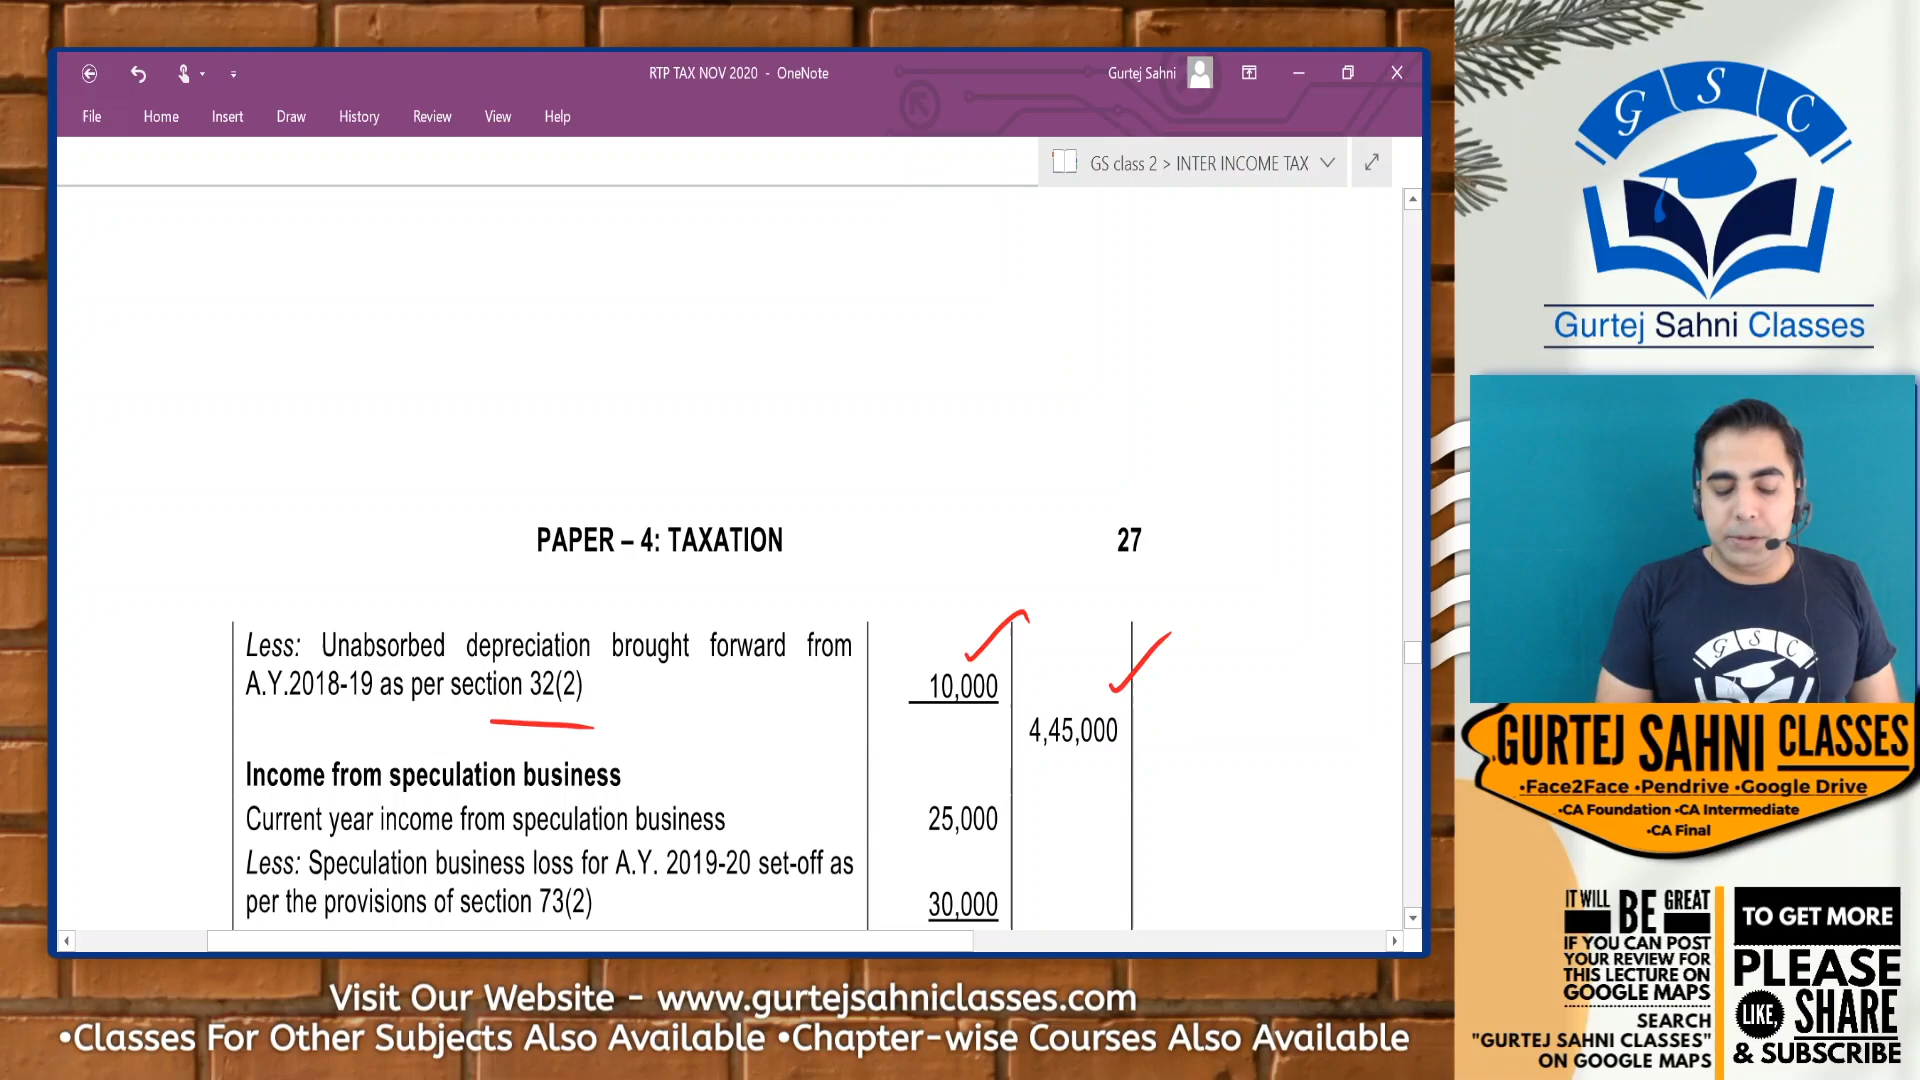 RTP TAX NOV 2020 - OneNote
Gurtej Sahni
File Home Insert Draw History Review View Help
GS class 2 > INTER INCOME TAX
PAPER – 4: TAXATION 27
Less: Unabsorbed depreciation brought forward from
A.Y.2018-19 as per section 32(2) 10,000
4,45,000
Income from speculation business
Current year income from speculation business 25,000
Less: Speculation business loss for A.Y. 2019-20 set-off as
per the provisions of section 73(2) 30,000
G S C
Gurtej Sahni Classes
G S C
GURTEJ SAHNI CLASSES
•Face2Face •Pendrive •Google Drive
•CA Foundation •CA Intermediate
•CA Final
IT WILL BE GREAT
IF YOU CAN POST
YOUR REVIEW FOR
THIS LECTURE ON
GOOGLE MAPS
SEARCH
"GURTEJ SAHNI CLASSES"
ON GOOGLE MAPS
TO GET MORE
PLEASE
LIKE, SHARE
& SUBSCRIBE
Visit Our Website - www.gurtejsahniclasses.com
•Classes For Other Subjects Also Available •Chapter-wise Courses Also Available